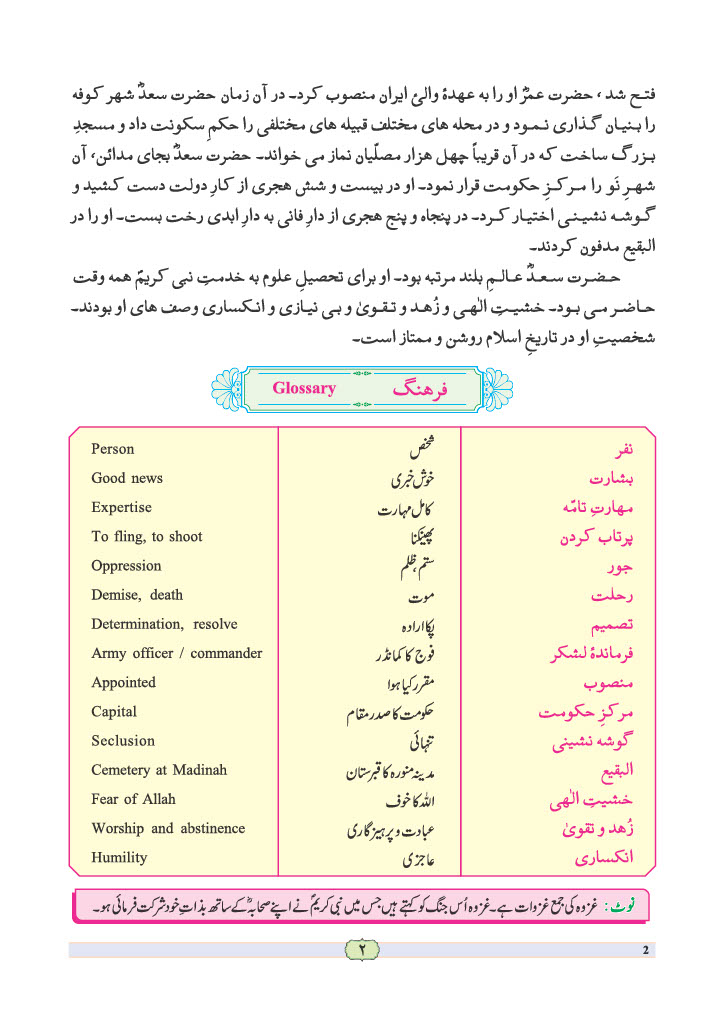 فتح شد ، حضرت عمرؓ او را به عهدهٔ والیٔ ایران منصوب کرد۔ در آن زمان حضرت سعدؓ شهر کوفه
را بنیان گذاری نمود و در محله های مختلف قبیله های مختلفی را حکمِ سکونت داد و مسجدِ
بزرگ ساخت که در آن قریباً چهل هزار مصلّیان نماز می خواند۔ حضرت سعدؓ بجای مدائن، آن
شهرِ نَو را مرکزِ حکومت قرار نمود۔ او در بیست و شش هجری از کارِ دولت دست کشید و
گوشه نشینی اختیار کرد۔ در پنجاه و پنج هجری از دارِ فانی به دارِ ابدی رخت بست۔ او را در
البقیع مدفون کردند۔
حضرت سعدؓ عالمِ بلند مرتبه بود۔ او برای تحصیلِ علوم به خدمتِ نبی کریمؐ همه وقت
حاضر می بود۔ خشیتِ الٰهی و زُهد و تقویٰ و بی نیازی و انکساری وصف های او بودند۔
شخصیتِ او در تاریخِ اسلام روشن و ممتاز است۔
فرهنگ Glossary
نفر شخص Person
بشارت خوش خبری Good news
مهارتِ تامّه کامل مہارت Expertise
پرتاب کردن پھینکنا To fling, to shoot
جور ستم، ظلم Oppression
رحلت موت Demise, death
تصمیم پکا ارادہ Determination, resolve
فرماندهٔ لشکر فوج کا کمانڈر Army officer / commander
منصوب مقرر کیا ہوا Appointed
مرکزِ حکومت حکومت کا صدر مقام Capital
گوشه نشینی تنہائی Seclusion
البقیع مدینہ منورہ کا قبرستان Cemetery at Madinah
خشیتِ الٰهی اللہ کا خوف Fear of Allah
زُهد و تقویٰ عبادت و پرہیزگاری Worship and abstinence
انکساری عاجزی Humility
نوٹ : غزوہ کی جمع غزوات ہے۔ غزوہ اُس جنگ کو کہتے ہیں جس میں نبی کریمؐ نے اپنے صحابہؓ کے ساتھ بذاتِ خود شرکت فرمائی ہو۔
۲
2